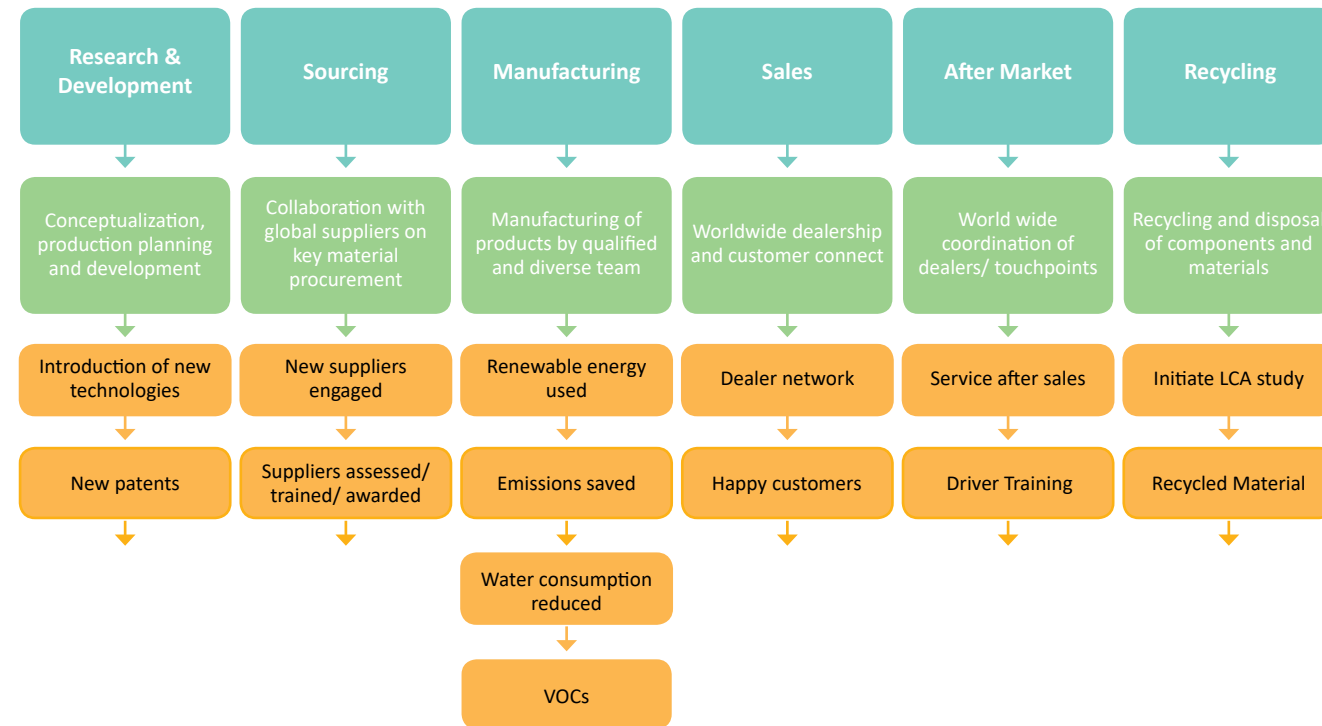 Research &
Development
Sourcing
Manufacturing
Sales
After Market
Recycling
Conceptualization,
production planning
and development
Collaboration with
global suppliers on
key material
procurement
Manufacturing of
products by qualified
and diverse team
Worldwide dealership
and customer connect
World wide
coordination of
dealers/ touchpoints
Recycling and disposal
of components and
materials
Introduction of new
technologies
New suppliers
engaged
Renewable energy
used
Dealer network
Service after sales
Initiate LCA study
New patents
Suppliers assessed/
trained/ awarded
Emissions saved
Happy customers
Driver Training
Recycled Material
Water consumption
reduced
VOCs